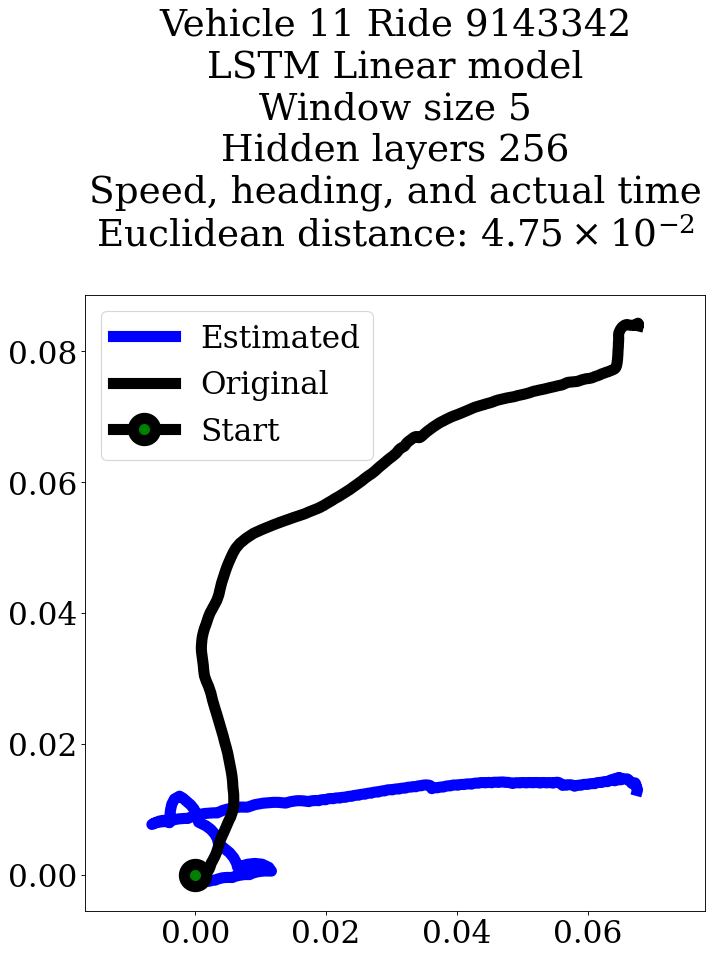 Vehicle 11 Ride 9143342
LSTM Linear model
Window size 5
Hidden layers 256
Speed, heading, and actual time
Euclidean distance: 4.75 × 10⁻²
Estimated
Original
Start
0.08
0.06
0.04
0.02
0.00
0.00 0.02 0.04 0.06